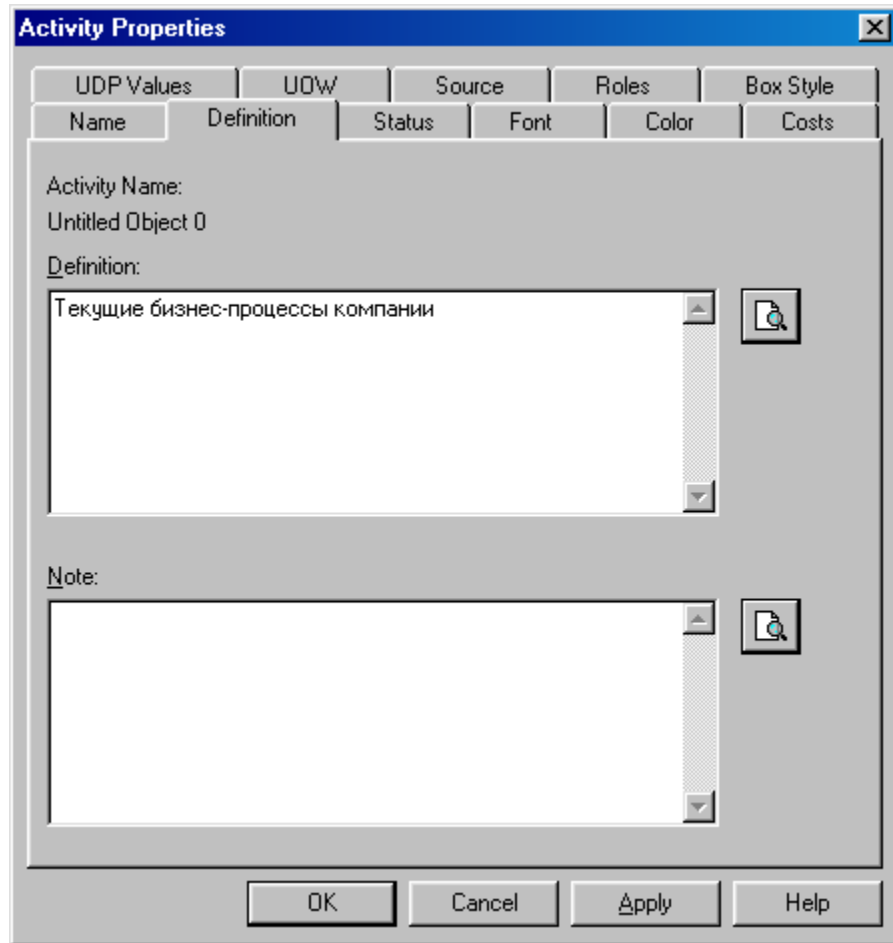 Activity Properties
UDP Values UOW Source Roles Box Style
Name Definition Status Font Color Costs
Activity Name:
Untitled Object 0
Definition:
Текущие бизнес-процессы компании
Note:
OK Cancel Apply Help